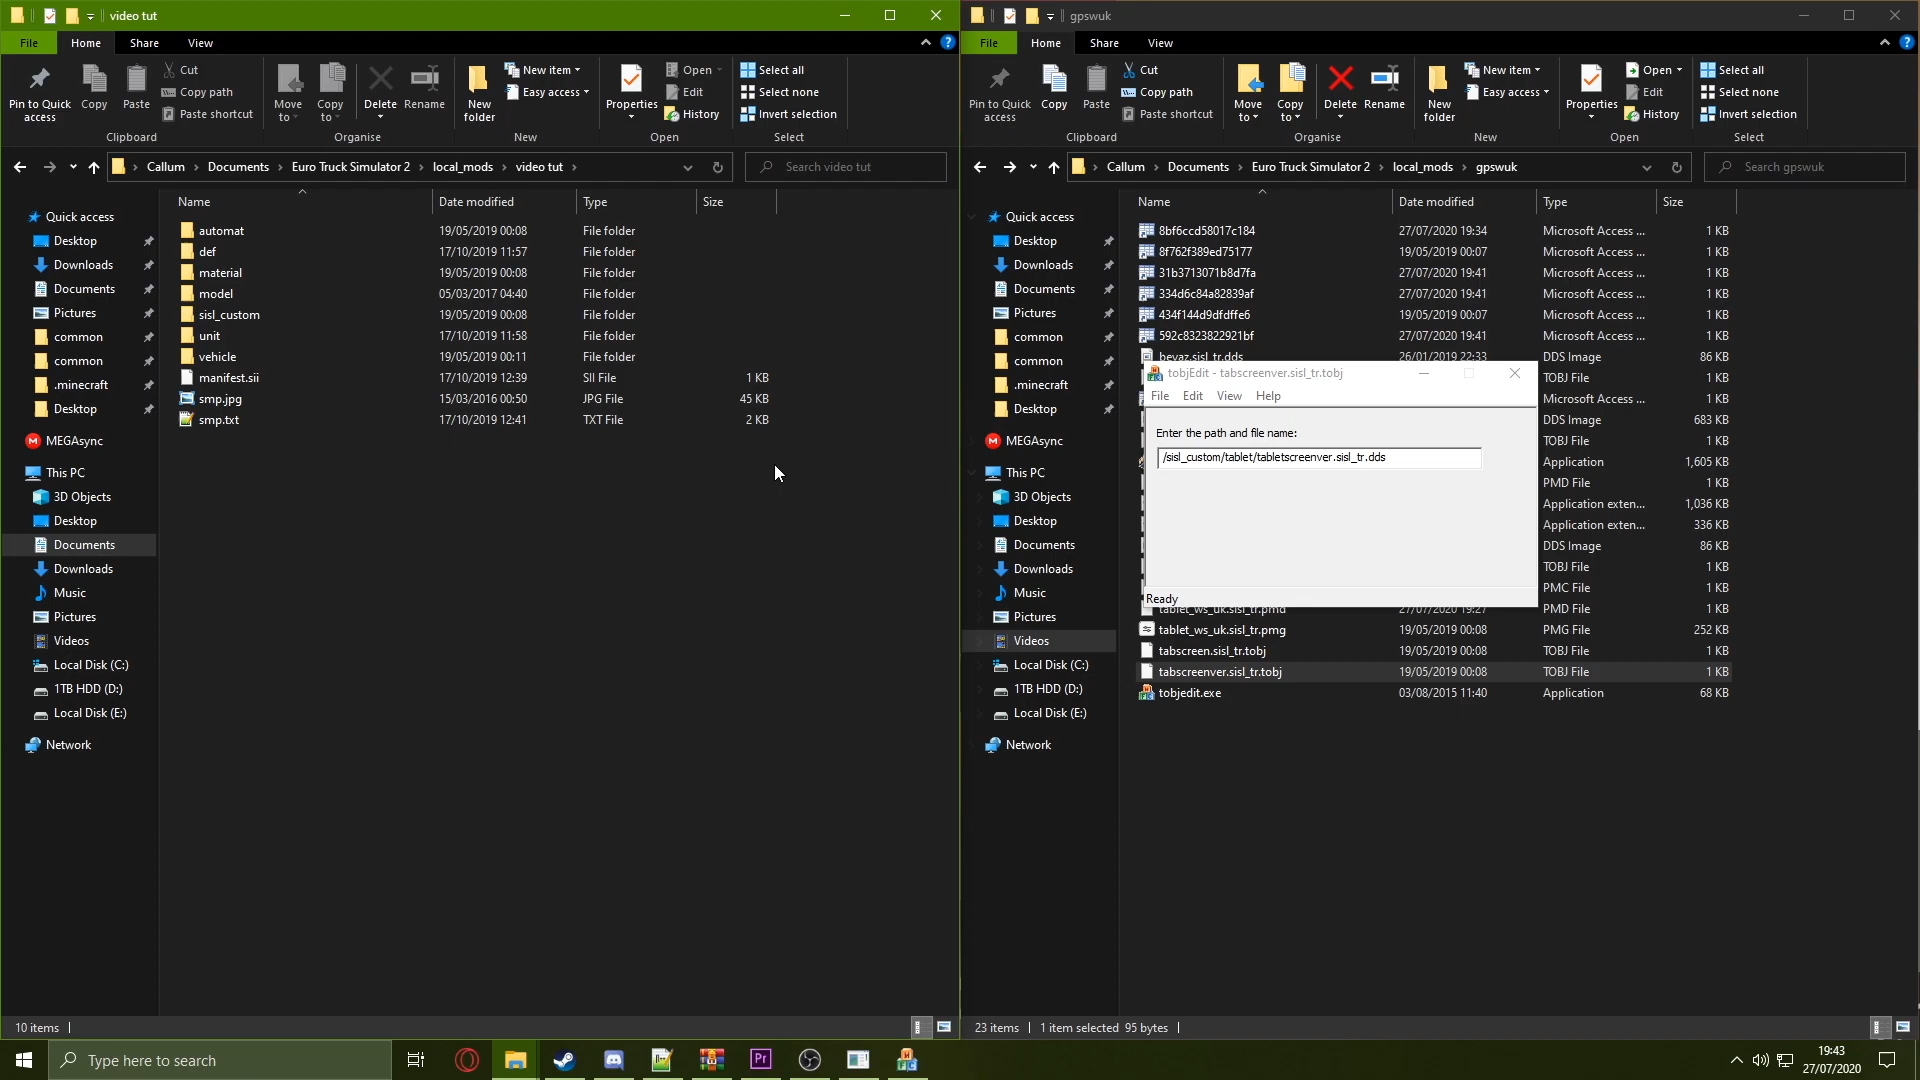 video tut
File
Home
Share
View
Pin to Quick access
Copy
Paste
Cut
Copy path
Paste shortcut
Clipboard
Move to
Copy to
Delete
Rename
Organise
New folder
New item
Easy access
New
Properties
Open
Edit
History
Open
Select all
Select none
Invert selection
Select
Callum
Documents
Euro Truck Simulator 2
local_mods
video tut
Search video tut
Quick access
Desktop
Downloads
Documents
Pictures
common
common
.minecraft
Desktop
MEGAsync
This PC
3D Objects
Desktop
Documents
Downloads
Music
Pictures
Videos
Local Disk (C:)
1TB HDD (D:)
Local Disk (E:)
Network
Name Date modified Type Size
automat 19/05/2019 00:08 File folder
def 17/10/2019 11:57 File folder
material 19/05/2019 00:08 File folder
model 05/03/2017 04:40 File folder
sisl_custom 19/05/2019 00:08 File folder
unit 17/10/2019 11:58 File folder
vehicle 19/05/2019 00:11 File folder
manifest.sii 17/10/2019 12:39 SII File 1 KB
smp.jpg 15/03/2016 00:50 JPG File 45 KB
smp.txt 17/10/2019 12:41 TXT File 2 KB
10 items
gpswuk
File
Home
Share
View
Pin to Quick access
Copy
Paste
Cut
Copy path
Paste shortcut
Clipboard
Move to
Copy to
Delete
Rename
Organise
New folder
New item
Easy access
New
Properties
Open
Edit
History
Open
Select all
Select none
Invert selection
Select
Callum
Documents
Euro Truck Simulator 2
local_mods
gpswuk
Search gpswuk
Quick access
Desktop
Downloads
Documents
Pictures
common
common
.minecraft
Desktop
MEGAsync
This PC
3D Objects
Desktop
Documents
Downloads
Music
Pictures
Videos
Local Disk (C:)
1TB HDD (D:)
Local Disk (E:)
Network
Name Date modified Type Size
8bf6ccd58017c184 27/07/2020 19:34 Microsoft Access ... 1 KB
8f762f389ed75177 19/05/2019 00:07 Microsoft Access ... 1 KB
31b3713071b8d7fa 27/07/2020 19:41 Microsoft Access ... 1 KB
334d6c84a82839af 27/07/2020 19:41 Microsoft Access ... 1 KB
434f144d9dfdffe6 19/05/2019 00:07 Microsoft Access ... 1 KB
592c8323822921bf 27/07/2020 19:41 Microsoft Access ... 1 KB
bevaz.sisl_tr.dds 26/01/2019 22:33 DDS Image 86 KB
TOBJ File 1 KB
Microsoft Access ... 1 KB
DDS Image 683 KB
TOBJ File 1 KB
Application 1,605 KB
PMD File 1 KB
Application exten... 1,036 KB
Application exten... 336 KB
DDS Image 86 KB
TOBJ File 1 KB
PMC File 1 KB
tablet_ws_uk.sisl_tr.pmd 27/07/2020 19:27 PMD File 1 KB
tablet_ws_uk.sisl_tr.pmg 19/05/2019 00:08 PMG File 252 KB
tabscreen.sisl_tr.tobj 19/05/2019 00:08 TOBJ File 1 KB
tabscreenver.sisl_tr.tobj 19/05/2019 00:08 TOBJ File 1 KB
tobjedit.exe 03/08/2015 11:40 Application 68 KB
tobjEdit - tabscreenver.sisl_tr.tobj
File Edit View Help
Enter the path and file name:
/sisl_custom/tablet/tabletscreenver.sisl_tr.dds
Ready
23 items 1 item selected 95 bytes
Type here to search
Pr
19:43
27/07/2020